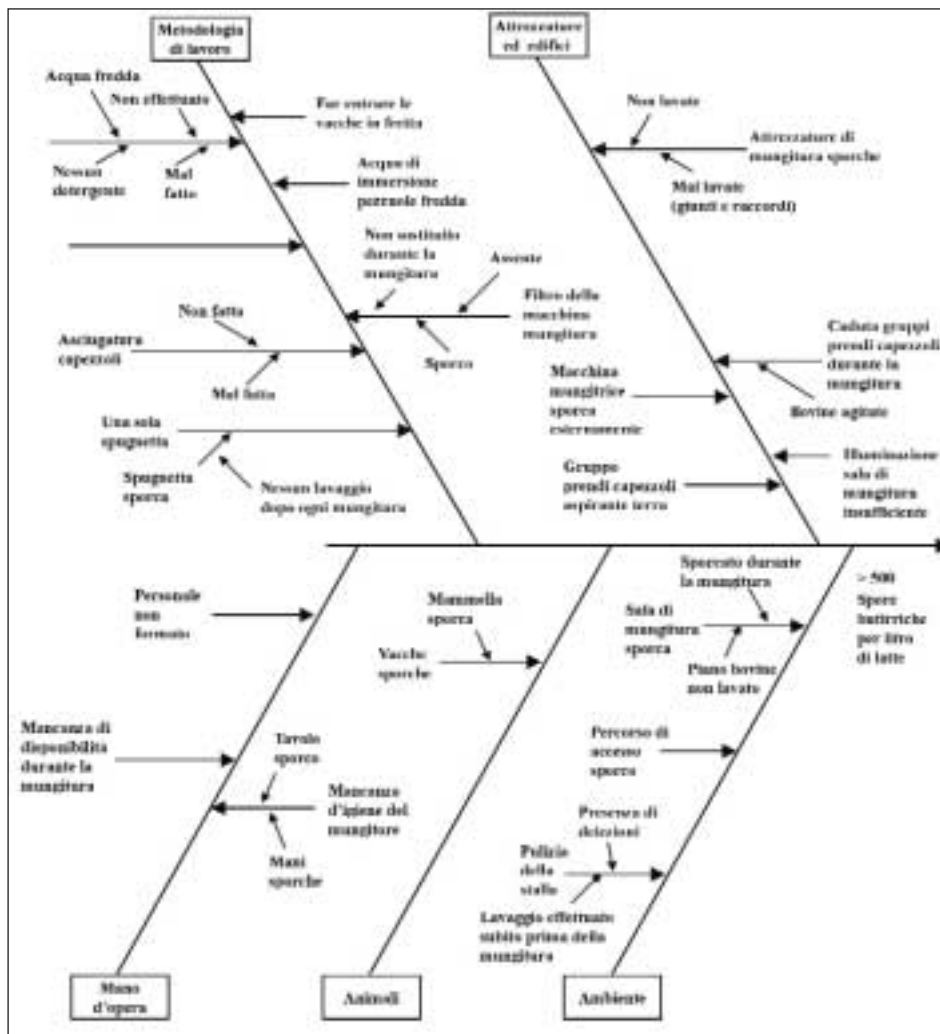 Metodologia
di lavoro
Attrezzature
ed edifici
Acqua fredda
Non effettuato
Nessun
detergente
Mal
fatto
Far entrare le
vacche in fretta
Acqua di
immersione
poppole fredda
Non sostituito
durante la
mungitura
Assente
Filtro della
macchina
mungitura
Sporco
Non lavate
Attrezzature di
mungitura sporche
Mal lavate
(giunti e raccordi)
Non fatta
Asciugatura
capezzoli
Mal fatta
Una sola
spugnetta
Spugnetta
sporca
Nessun lavaggio
dopo ogni mungitura
Macchina
mungitrice
sporca
esternamente
Gruppo
prendi capezzoli
aspirante terra
Caduta gruppi
prendi capezzoli
durante la
mungitura
Bovine agitate
Illuminazione
sala di
mungitura
insufficiente
Personale
non
formato
Mancanza di
disponibilità
durante la
mungitura
Tavolo
sporco
Mancanza
d'igiene del
mungitore
Mani
sporche
Mammella
sporca
Vacche
sporche
Sporcato durante
la mungitura
Sala di
mungitura
sporca
Piano bovine
non lavato
> 500
Spore
butirriche
per litro
di latte
Percorso di
accesso
sporco
Presenza di
deiezioni
Pulizia
della
stalla
Lavaggio effettuato
subito prima della
mungitura
Mano
d'opera
Animali
Ambiente